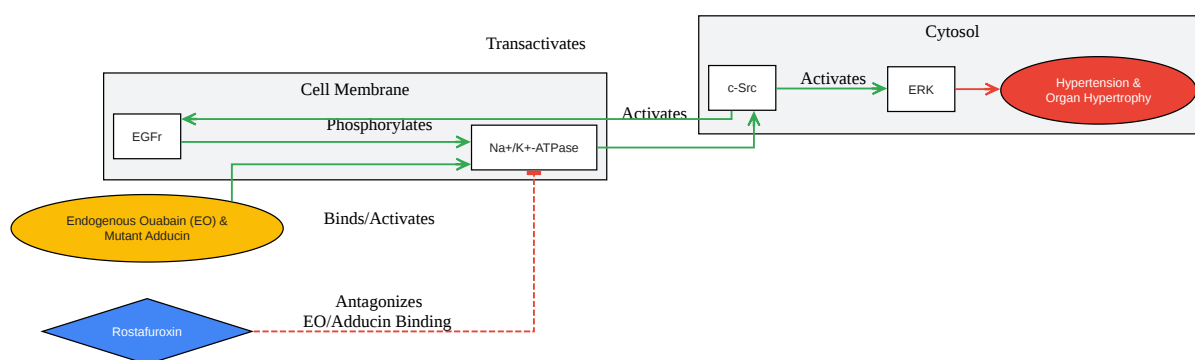 Transactivates
Cytosol
c-Src
Activates
ERK
Hypertension &
Organ Hypertrophy
Cell Membrane
Activates
EGFr
Phosphorylates
Na+/K+-ATPase
Endogenous Ouabain (EO) &
Mutant Adducin
Binds/Activates
Rostafuroxin
Antagonizes
EO/Adducin Binding